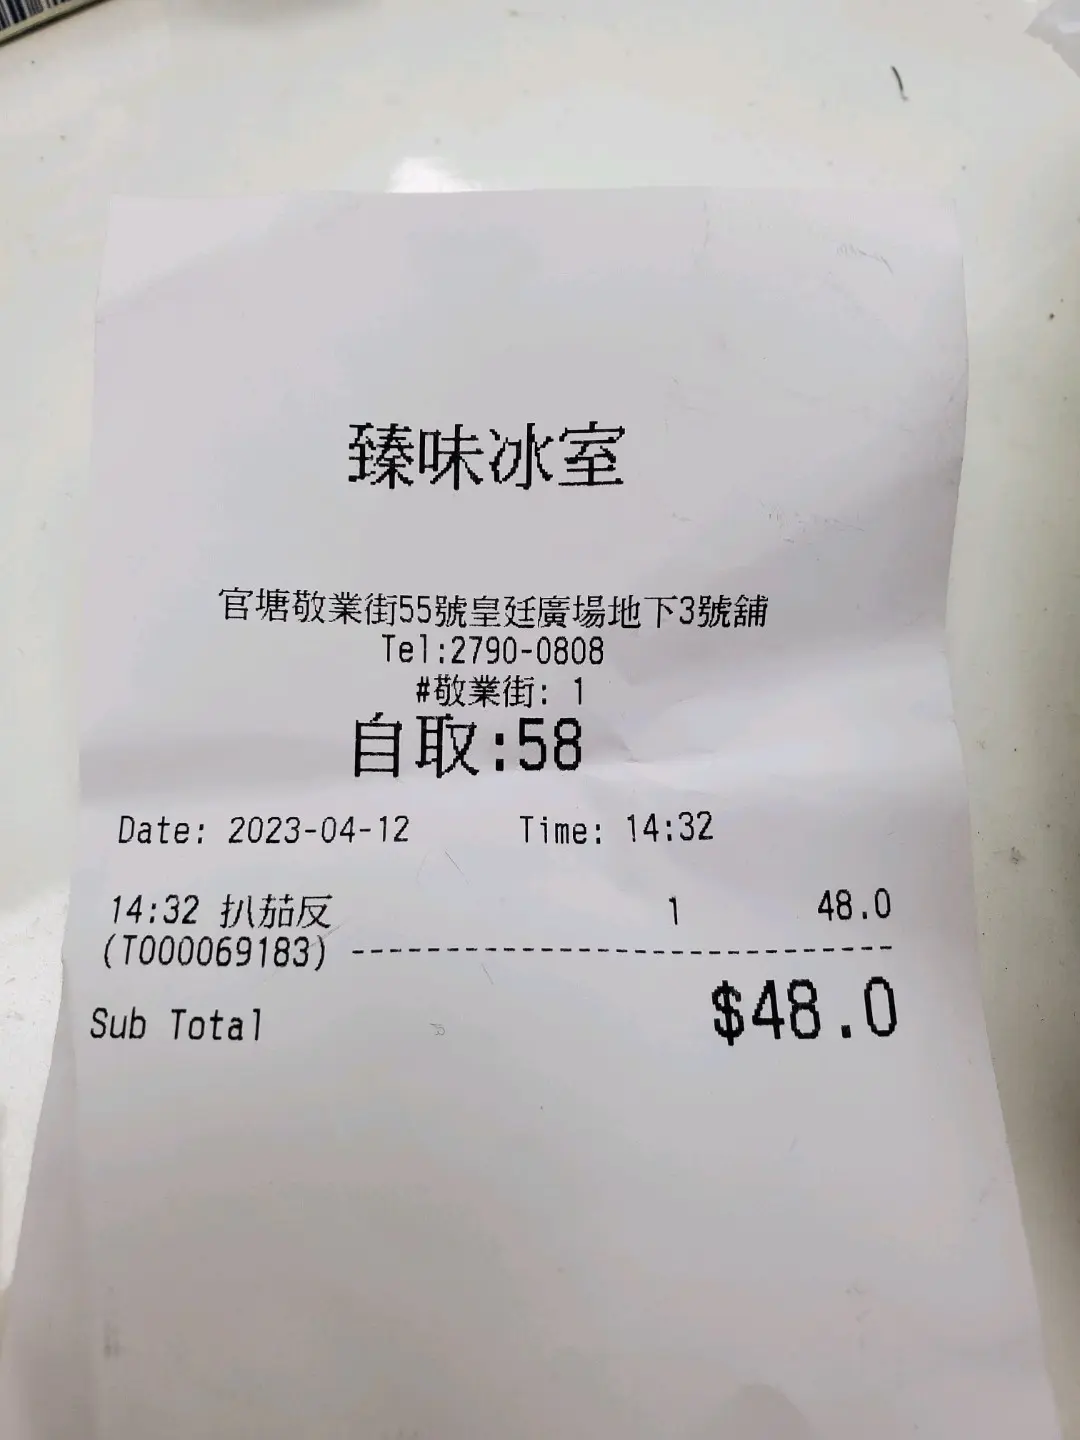 臻味冰室
官塘敬業街55號皇廷廣場地下3號舖
Tel:2790-0808
#敬業街: 1
自取:58
Date: 2023-04-12 Time: 14:32
14:32 扒茄反 1 48.0
(T000069183) --------------------------------
Sub Total $48.0